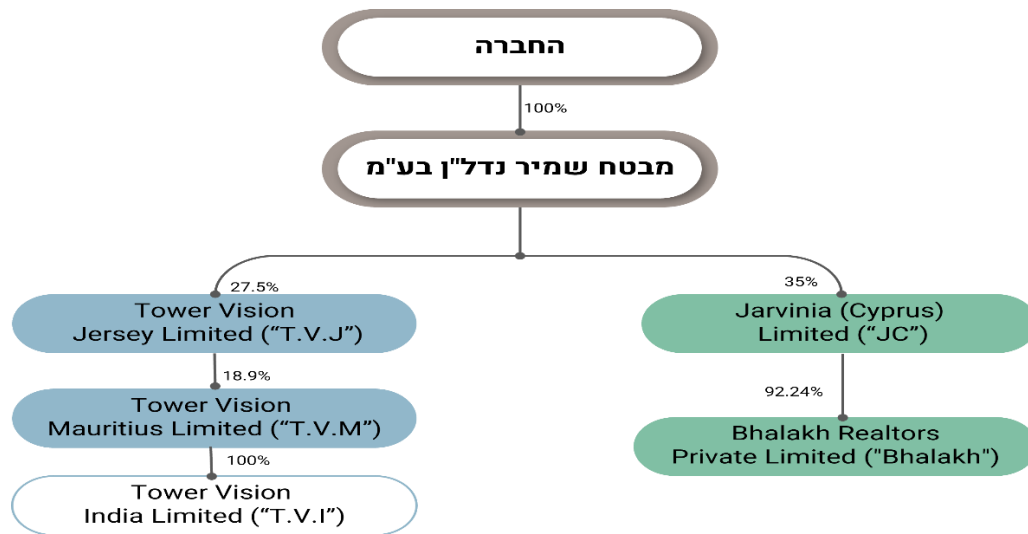 החברה
100%
מבטח שמיר נדל"ן בע"מ
27.5%
35%
Tower Vision
Jersey Limited (“T.V.J”)
Jarvinia (Cyprus)
Limited (“JC”)
18.9%
92.24%
Tower Vision
Mauritius Limited (“T.V.M”)
Bhalakh Realtors
Private Limited ("Bhalakh")
100%
Tower Vision
India Limited (“T.V.I”)